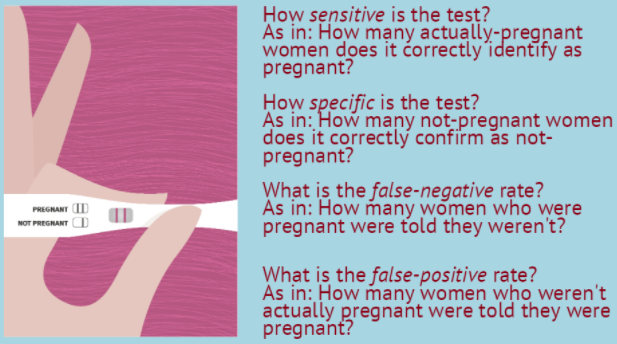 How sensitive is the test?
As in: How many actually-pregnant
women does it correctly identify as
pregnant?
How specific is the test?
As in: How many not-pregnant women
does it correctly confirm as not-
pregnant?
What is the false-negative rate?
As in: How many women who were
pregnant were told they weren't?
What is the false-positive rate?
As in: How many women who weren't
actually pregnant were told they were
pregnant?
PREGNANT
NOT PREGNANT